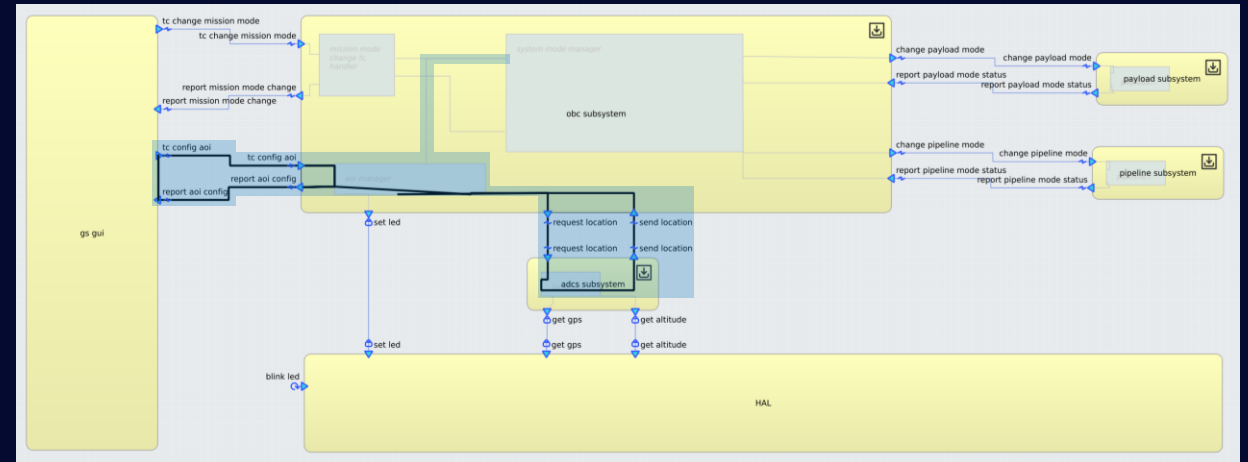 tc change mission mode
tc change mission mode
mission mode
change tc
handler
system mode manager
change payload mode
change payload mode
payload subsystem
report payload mode status
report payload mode status
report mission mode change
report mission mode change
obc subsystem
tc config aoi
tc config aoi
change pipeline mode
change pipeline mode
pipeline subsystem
report pipeline mode status
report pipeline mode status
report aoi config
report aoi config
aoi manager
gs gui
set led
request location
send location
request location
send location
adcs subsystem
get gps
get altitude
set led
get gps
get altitude
blink led
HAL